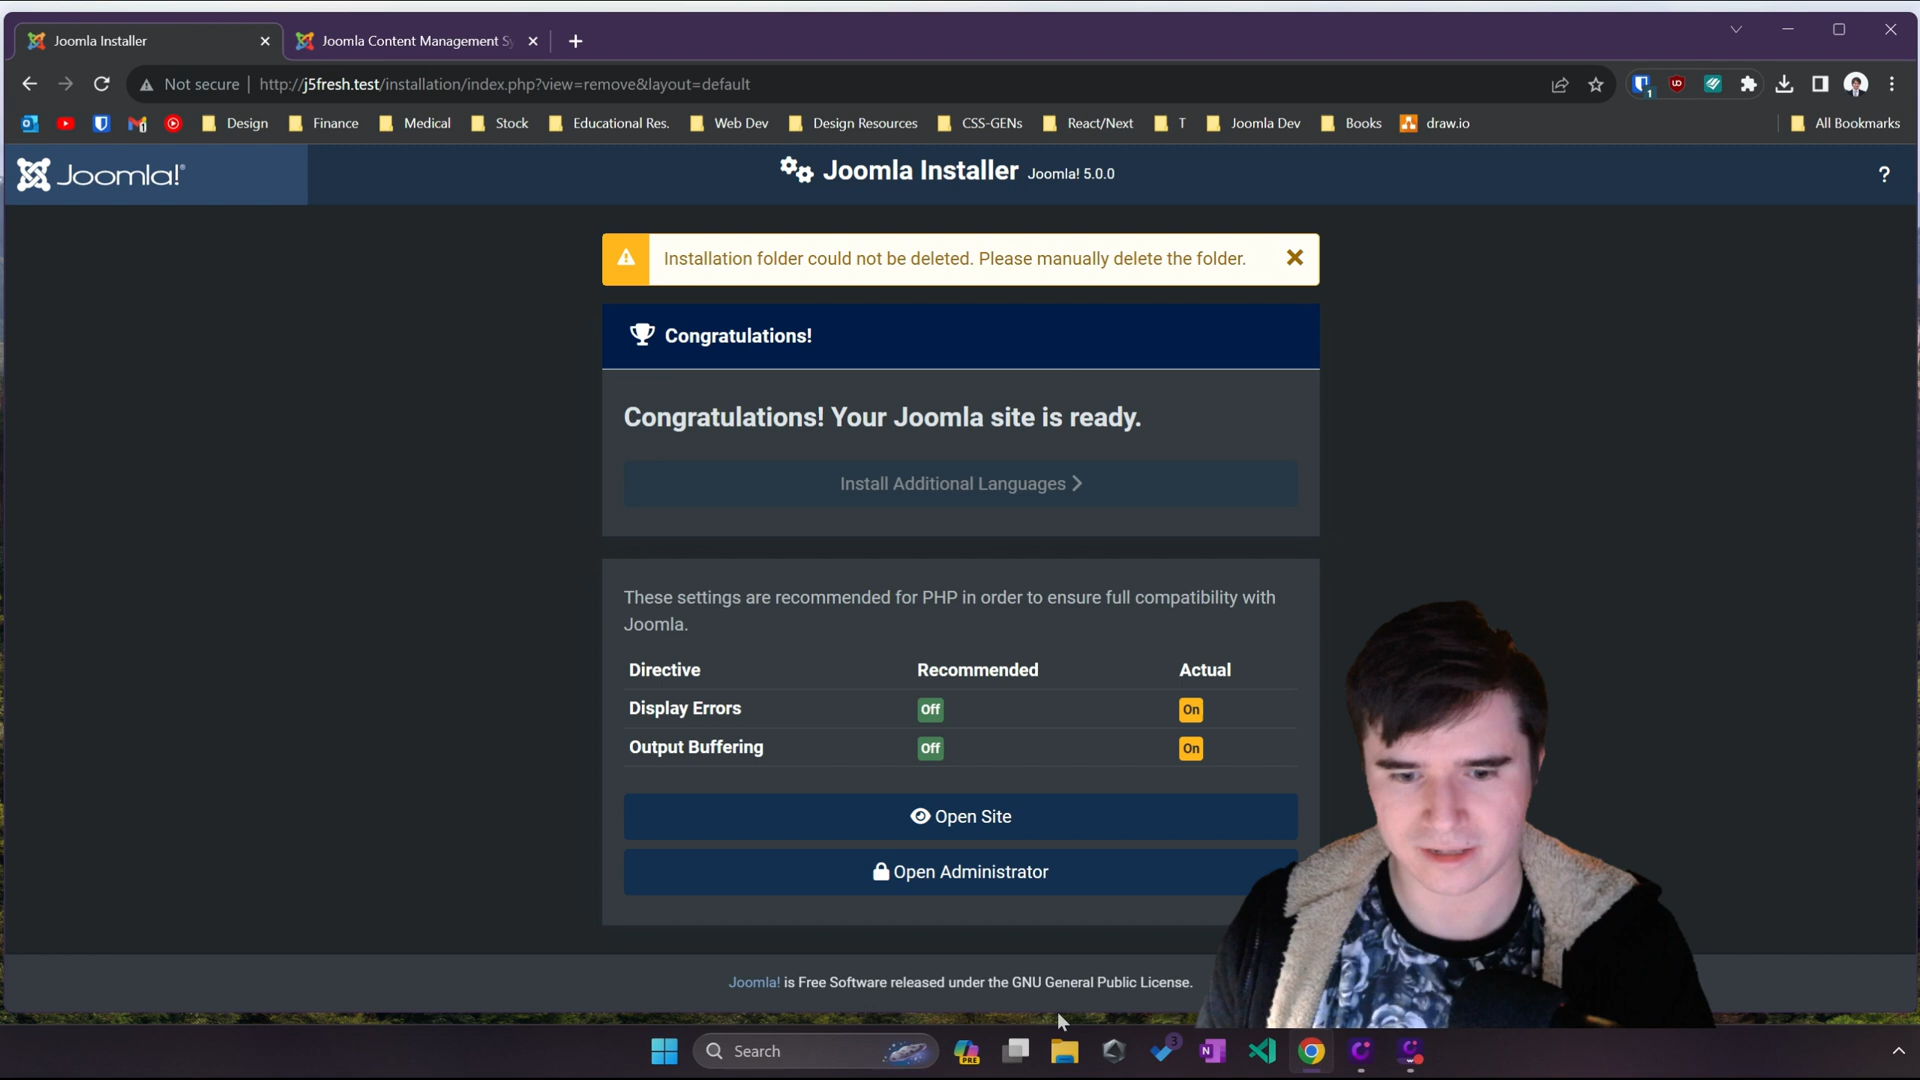 Joomla Installer
Joomla Content Management Sy
Not secure
http://j5fresh.test/installation/index.php?view=remove&layout=default
1
UD
Design
Finance
Medical
Stock
Educational Res.
Web Dev
Design Resources
CSS-GENs
React/Next
T
Joomla Dev
Books
draw.io
All Bookmarks
Joomla!®
Joomla Installer Joomla! 5.0.0
?
Installation folder could not be deleted. Please manually delete the folder.
Congratulations!
Congratulations! Your Joomla site is ready.
Install Additional Languages
These settings are recommended for PHP in order to ensure full compatibility with
Joomla.
Directive Recommended Actual
Display Errors Off On
Output Buffering Off On
Open Site
Open Administrator
Joomla! is Free Software released under the GNU General Public License.
Search
PRE
3
N